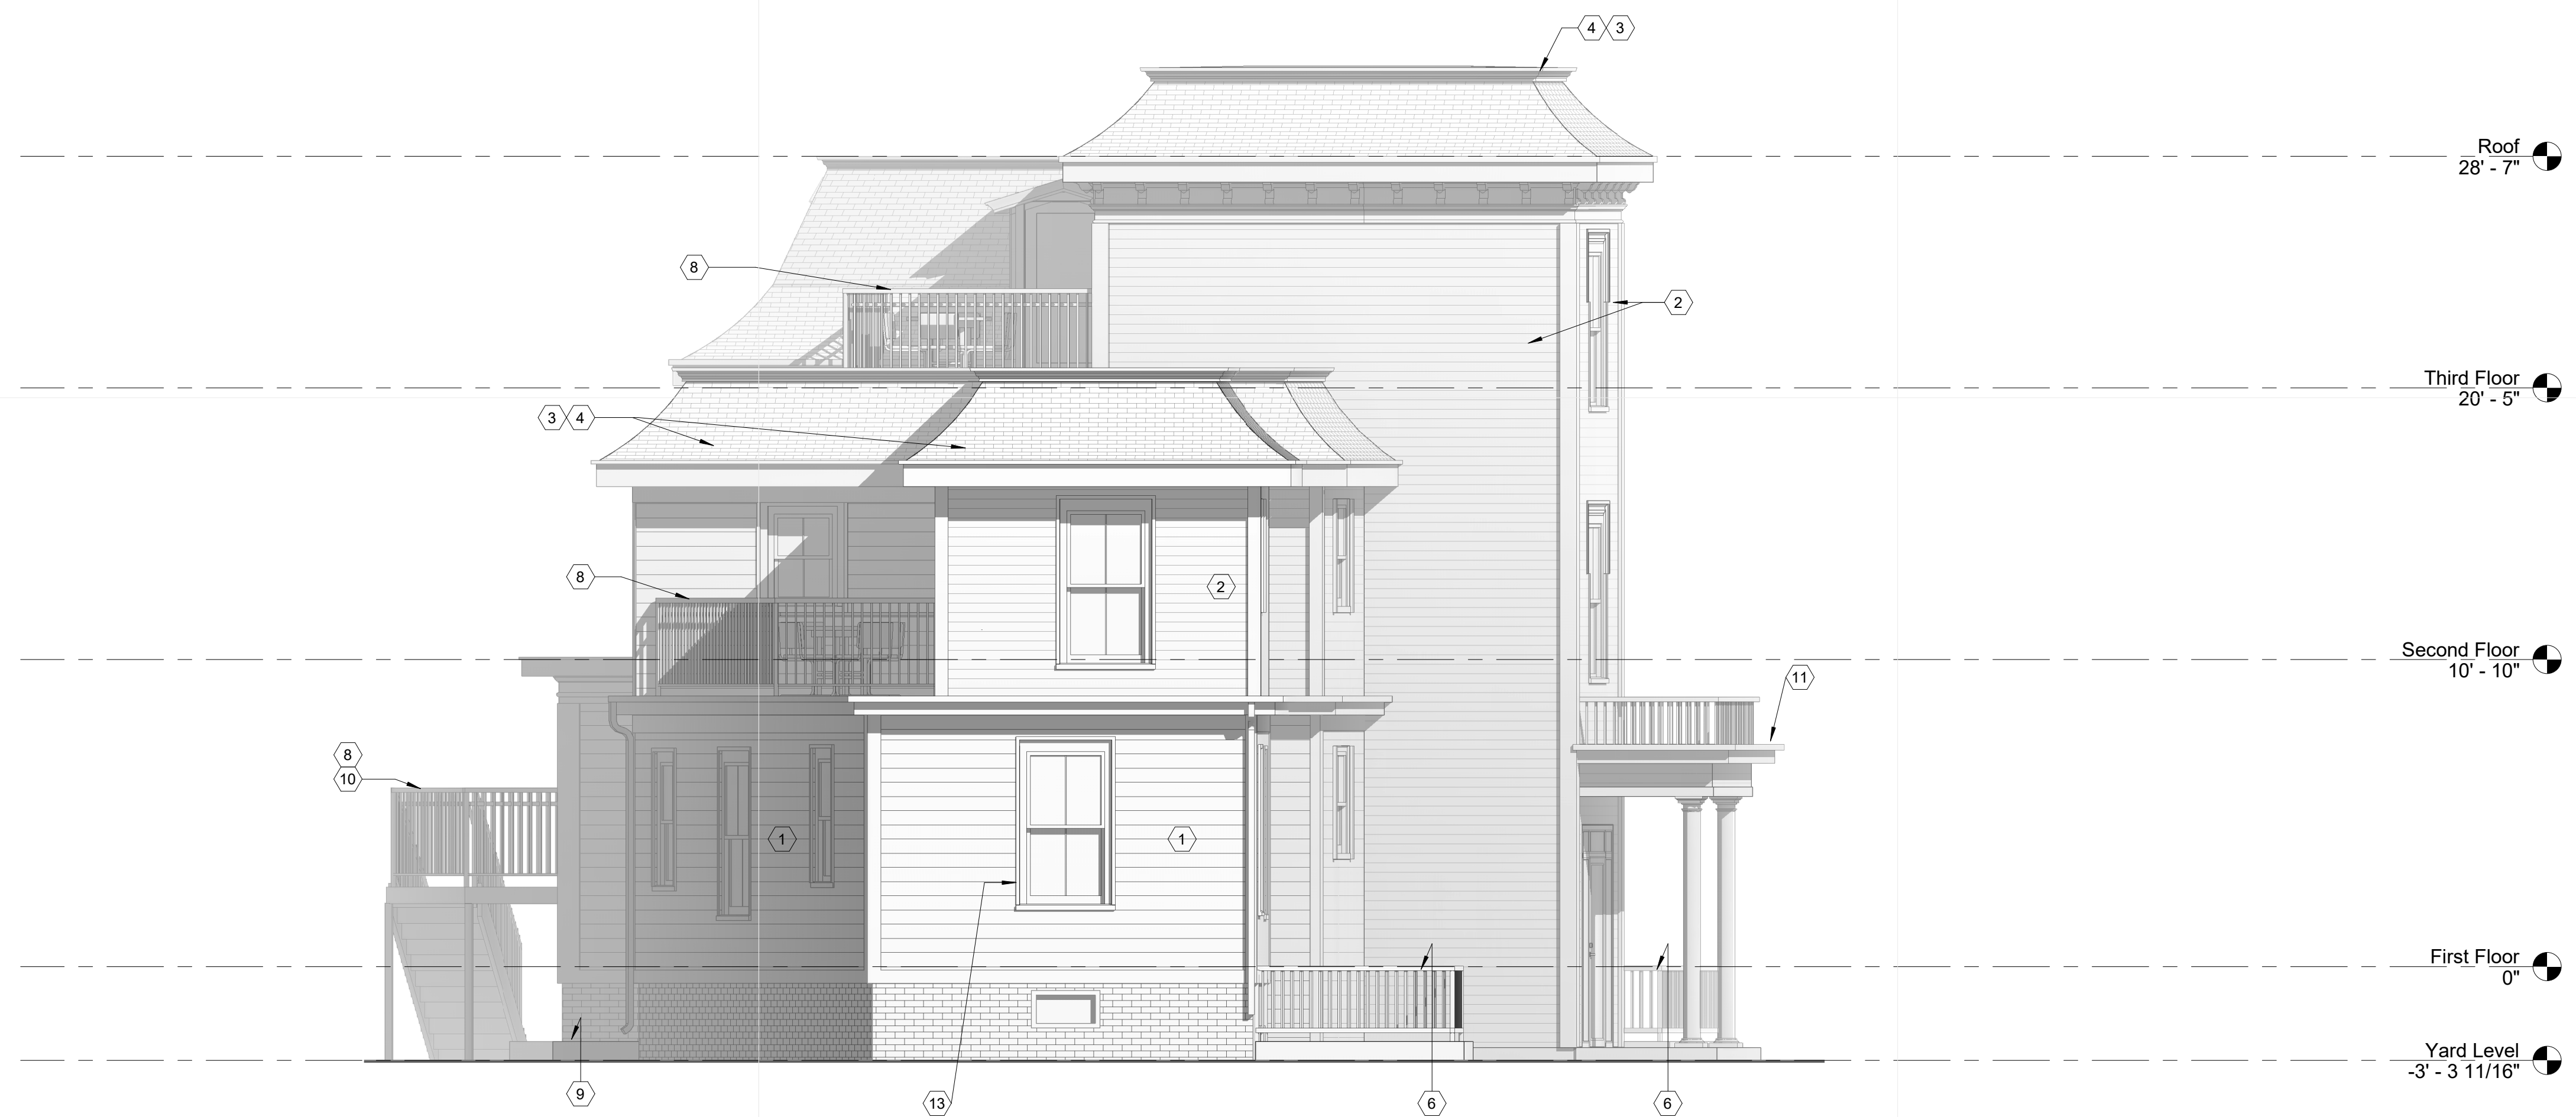 4 3
Roof
28' - 7"
8
2
Third Floor
20' - 5"
3 4
8
2
Second Floor
10' - 10"
11
8
10
1
1
First Floor
0"
Yard Level
-3' - 3 11/16"
9
13
6
6